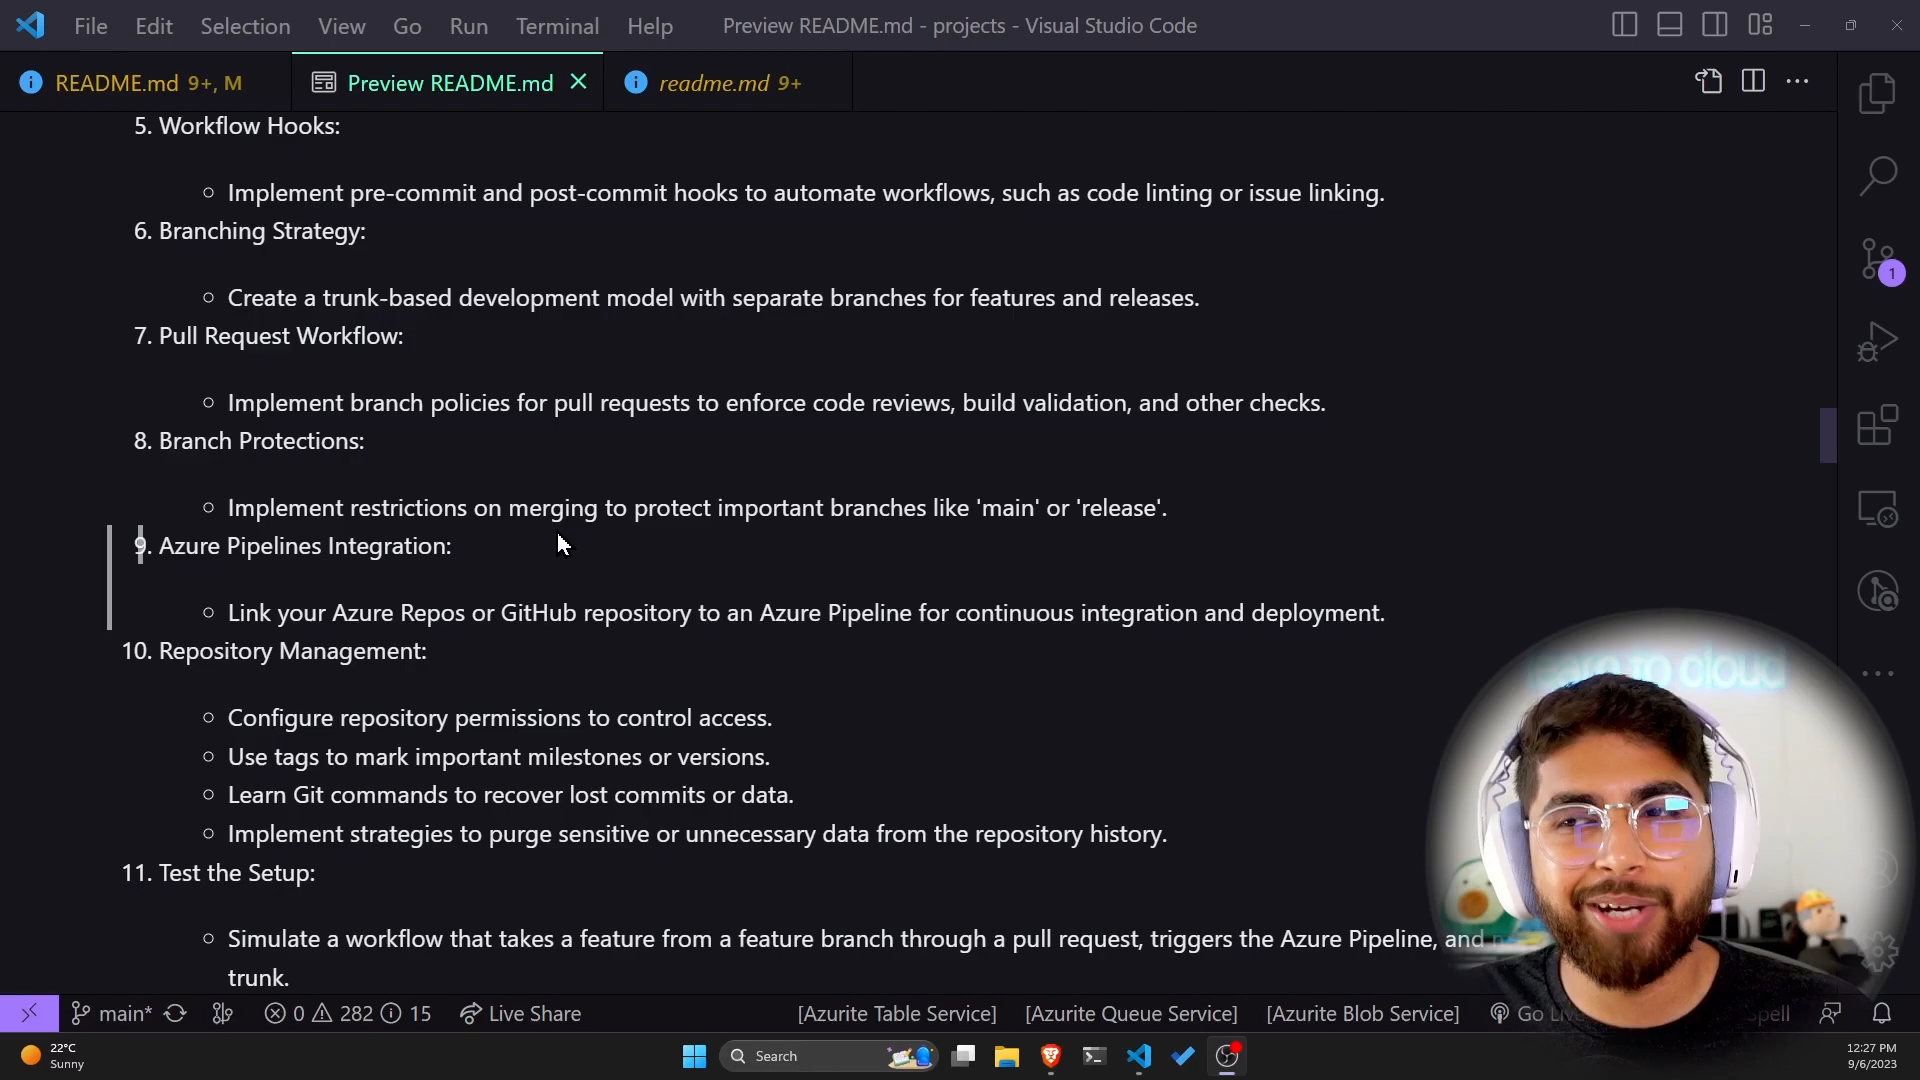 File Edit Selection View Go Run Terminal Help Preview README.md - projects - Visual Studio Code
README.md 9+, M Preview README.md readme.md 9+
5. Workflow Hooks:
Implement pre-commit and post-commit hooks to automate workflows, such as code linting or issue linking.
6. Branching Strategy:
Create a trunk-based development model with separate branches for features and releases.
7. Pull Request Workflow:
Implement branch policies for pull requests to enforce code reviews, build validation, and other checks.
8. Branch Protections:
Implement restrictions on merging to protect important branches like 'main' or 'release'.
9. Azure Pipelines Integration:
Link your Azure Repos or GitHub repository to an Azure Pipeline for continuous integration and deployment.
10. Repository Management:
Configure repository permissions to control access.
Use tags to mark important milestones or versions.
Learn Git commands to recover lost commits or data.
Implement strategies to purge sensitive or unnecessary data from the repository history.
11. Test the Setup:
Simulate a workflow that takes a feature from a feature branch through a pull request, triggers the Azure Pipeline, and
trunk.
1
to cloud
main* 0 282 15 Live Share [Azurite Table Service] [Azurite Queue Service] [Azurite Blob Service] Go Live Spell
22°C
Sunny
Search
12:27 PM
9/6/2023